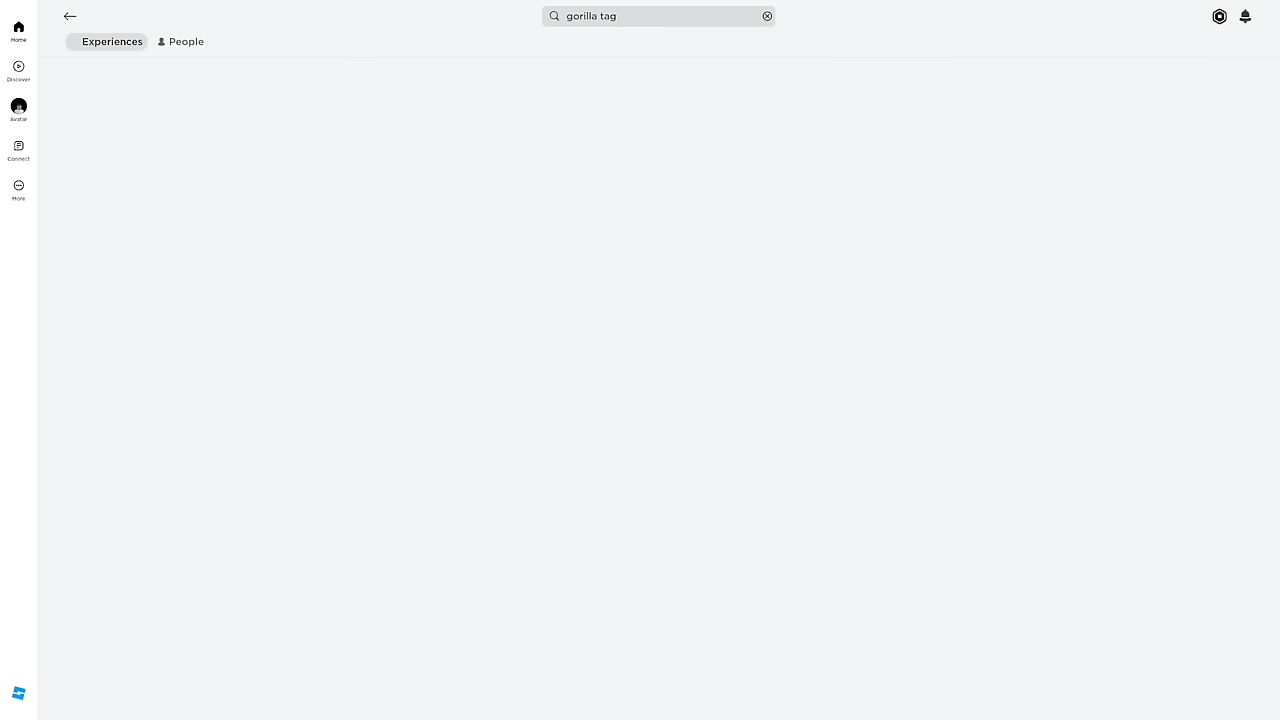 gorilla tag
Experiences
People
Home
Discover
Avatar
Connect
More